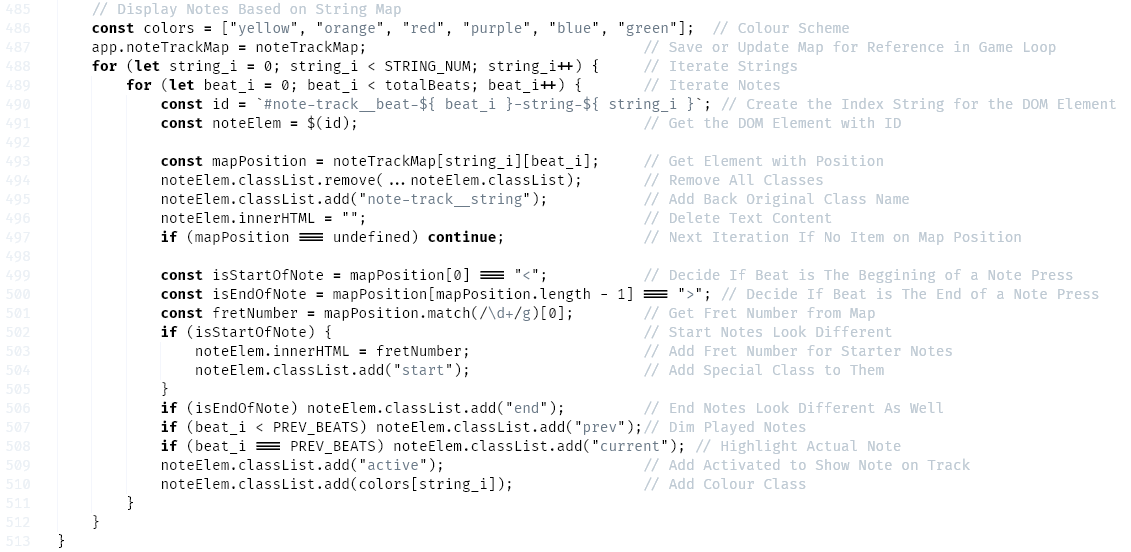 485 // Display Notes Based on String Map
486 const colors = ["yellow", "orange", "red", "purple", "blue", "green"]; // Colour Scheme
487 app.noteTrackMap = noteTrackMap; // Save or Update Map for Reference in Game Loop
488 for (let string_i = 0; string_i < STRING_NUM; string_i++) { // Iterate Strings
489 for (let beat_i = 0; beat_i < totalBeats; beat_i++) { // Iterate Notes
490 const id = `#note-track__beat-${ beat_i }-string-${ string_i }`; // Create the Index String for the DOM Element
491 const noteElem = $(id); // Get the DOM Element with ID
492
493 const mapPosition = noteTrackMap[string_i][beat_i]; // Get Element with Position
494 noteElem.classList.remove(...noteElem.classList); // Remove All Classes
495 noteElem.classList.add("note-track__string"); // Add Back Original Class Name
496 noteElem.innerHTML = ""; // Delete Text Content
497 if (mapPosition === undefined) continue; // Next Iteration If No Item on Map Position
498
499 const isStartOfNote = mapPosition[0] === "<"; // Decide If Beat is The Beggining of a Note Press
500 const isEndOfNote = mapPosition[mapPosition.length - 1] === ">"; // Decide If Beat is The End of a Note Press
501 const fretNumber = mapPosition.match(/\d+/g)[0]; // Get Fret Number from Map
502 if (isStartOfNote) { // Start Notes Look Different
503 noteElem.innerHTML = fretNumber; // Add Fret Number for Starter Notes
504 noteElem.classList.add("start"); // Add Special Class to Them
505 }
506 if (isEndOfNote) noteElem.classList.add("end"); // End Notes Look Different As Well
507 if (beat_i < PREV_BEATS) noteElem.classList.add("prev");// Dim Played Notes
508 if (beat_i === PREV_BEATS) noteElem.classList.add("current"); // Highlight Actual Note
509 noteElem.classList.add("active"); // Add Activated to Show Note on Track
510 noteElem.classList.add(colors[string_i]); // Add Colour Class
511 }
512 }
513 }